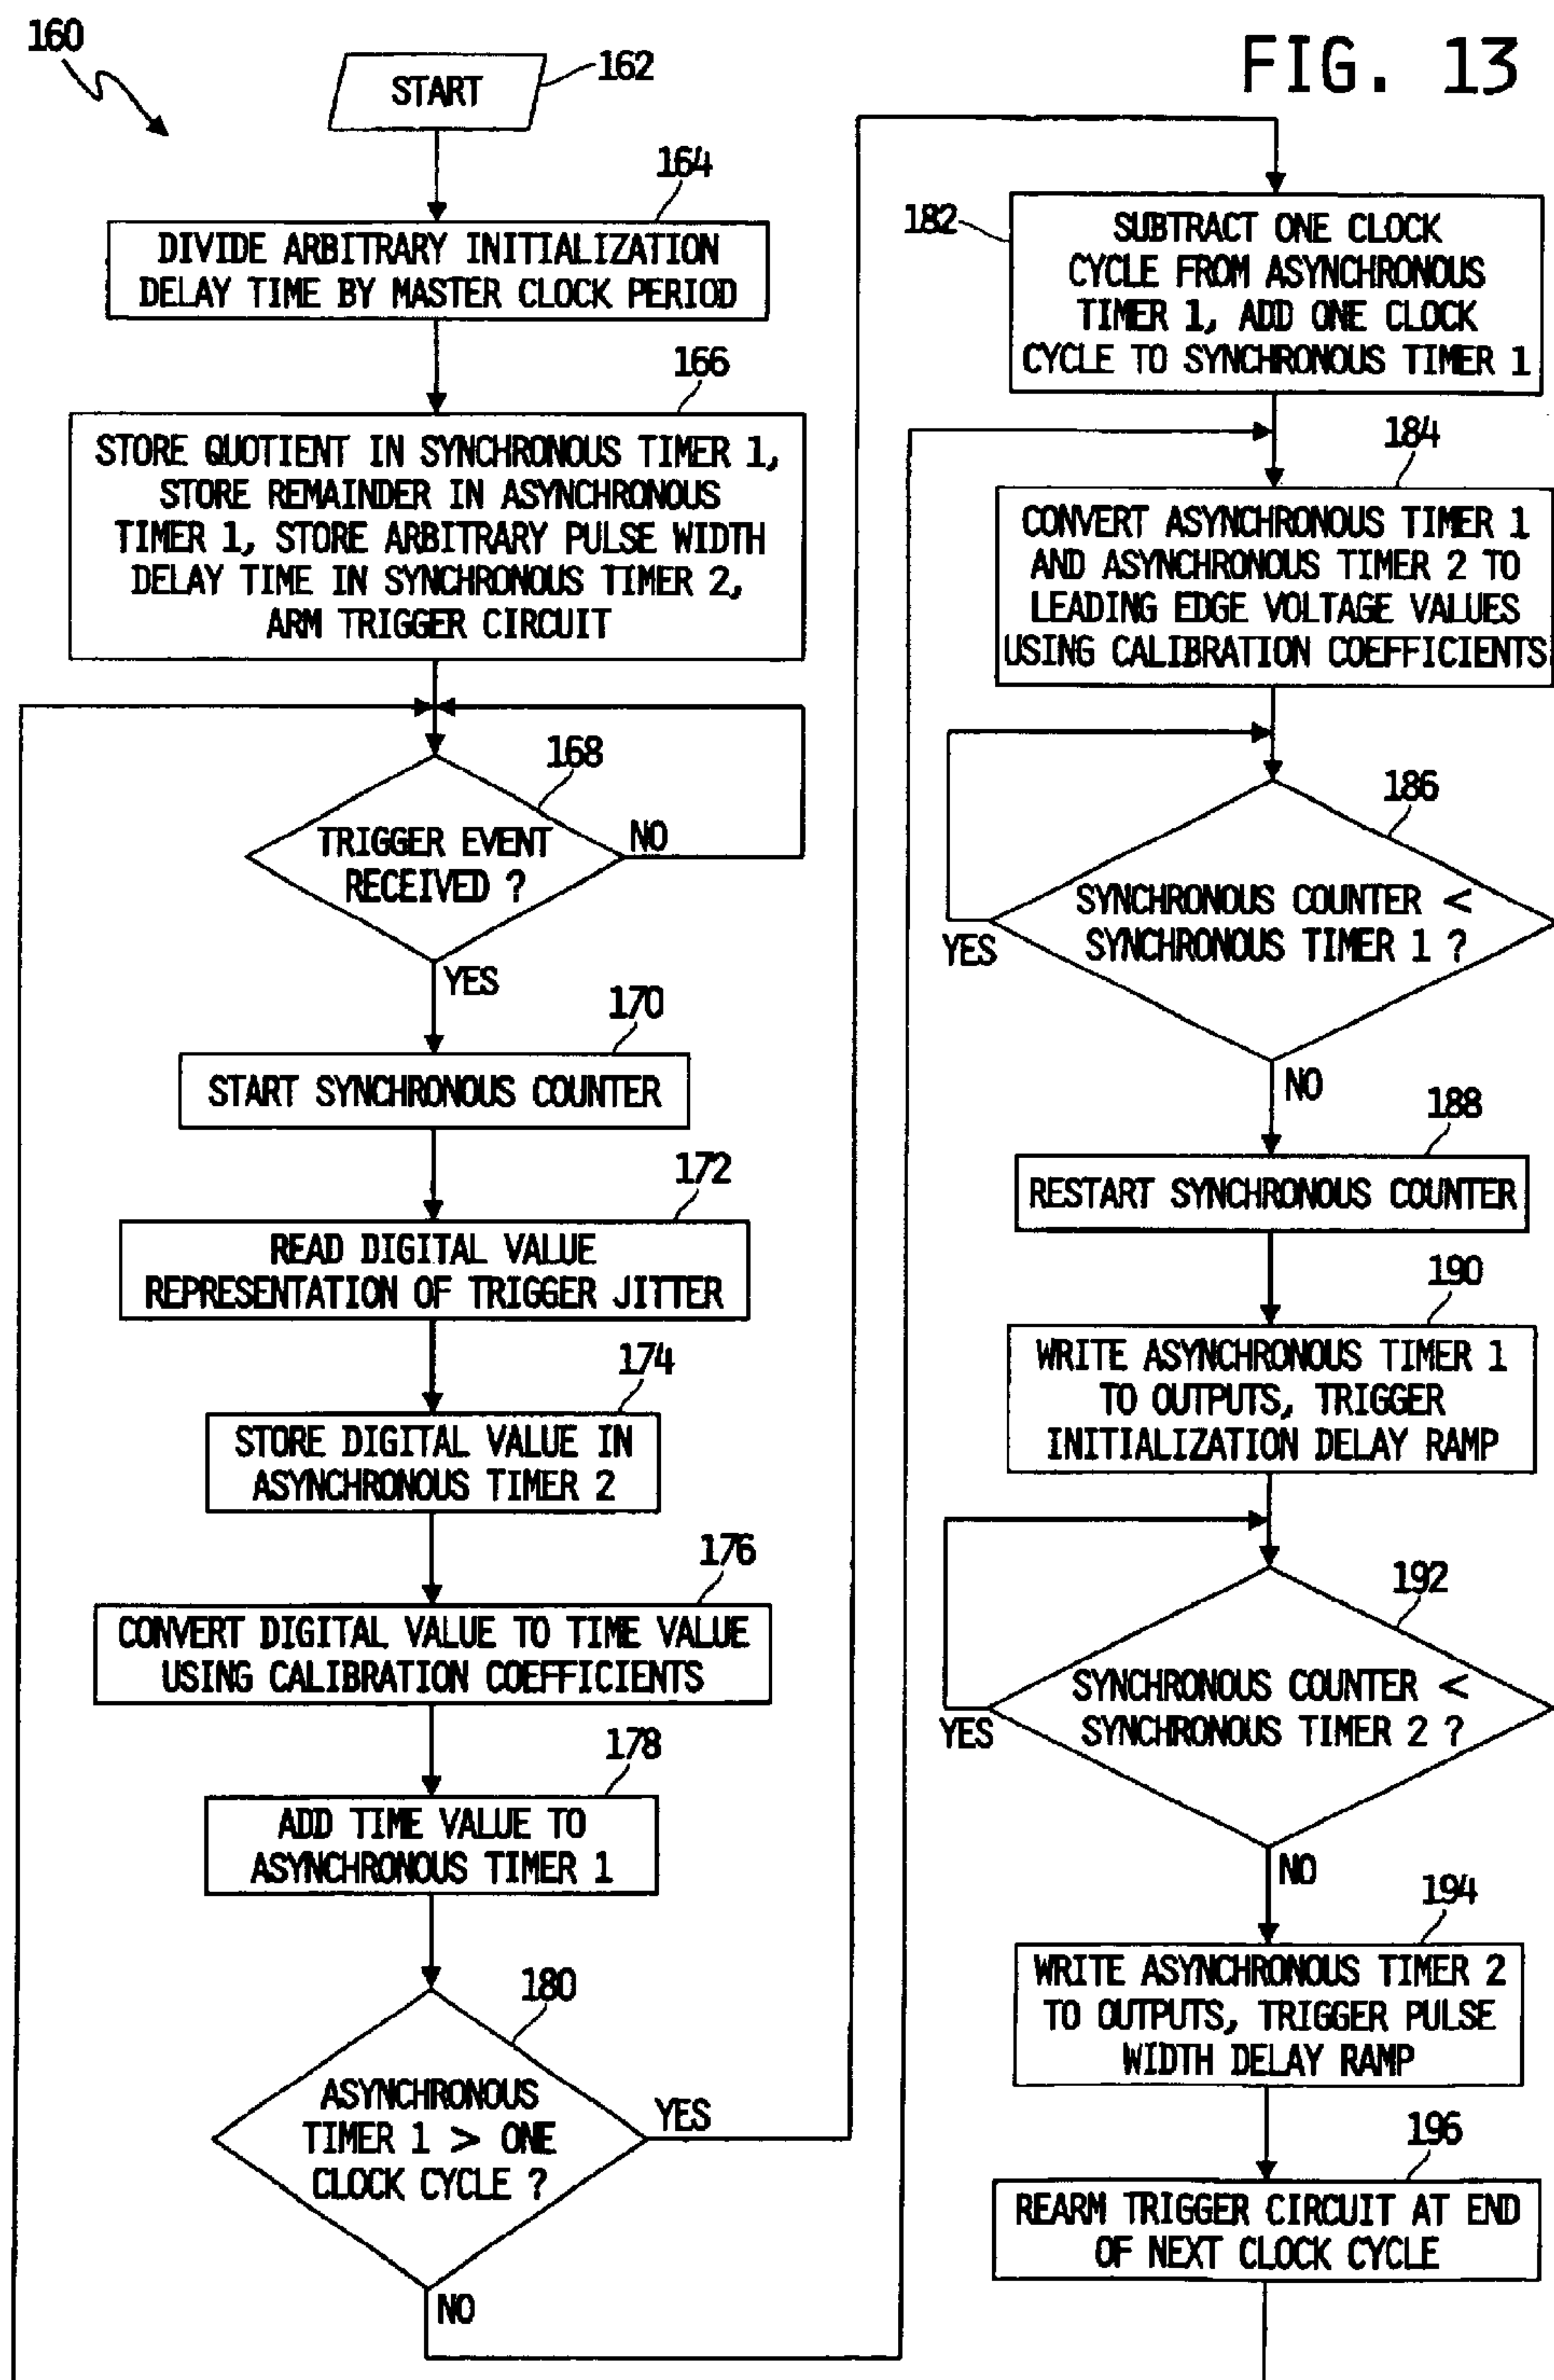 160
FIG. 13
START
162
164
DIVIDE ARBITRARY INITIALIZATION
DELAY TIME BY MASTER CLOCK PERIOD
166
STORE QUOTIENT IN SYNCHRONOUS TIMER 1,
STORE REMAINDER IN ASYNCHRONOUS
TIMER 1, STORE ARBITRARY PULSE WIDTH
DELAY TIME IN SYNCHRONOUS TIMER 2,
ARM TRIGGER CIRCUIT
168
TRIGGER EVENT
RECEIVED ?
NO
YES
170
START SYNCHRONOUS COUNTER
172
READ DIGITAL VALUE
REPRESENTATION OF TRIGGER JITTER
174
STORE DIGITAL VALUE IN
ASYNCHRONOUS TIMER 2
176
CONVERT DIGITAL VALUE TO TIME VALUE
USING CALIBRATION COEFFICIENTS
178
ADD TIME VALUE TO
ASYNCHRONOUS TIMER 1
180
ASYNCHRONOUS
TIMER 1 > ONE
CLOCK CYCLE ?
YES
NO
182
SUBTRACT ONE CLOCK
CYCLE FROM ASYNCHRONOUS
TIMER 1, ADD ONE CLOCK
CYCLE TO SYNCHRONOUS TIMER 1
184
CONVERT ASYNCHRONOUS TIMER 1
AND ASYNCHRONOUS TIMER 2 TO
LEADING EDGE VOLTAGE VALUES
USING CALIBRATION COEFFICIENTS
186
SYNCHRONOUS COUNTER <
SYNCHRONOUS TIMER 1 ?
YES
NO
188
RESTART SYNCHRONOUS COUNTER
190
WRITE ASYNCHRONOUS TIMER 1
TO OUTPUTS, TRIGGER
INITIALIZATION DELAY RAMP
192
SYNCHRONOUS COUNTER <
SYNCHRONOUS TIMER 2 ?
YES
NO
194
WRITE ASYNCHRONOUS TIMER 2
TO OUTPUTS, TRIGGER PULSE
WIDTH DELAY RAMP
196
REARM TRIGGER CIRCUIT AT END
OF NEXT CLOCK CYCLE